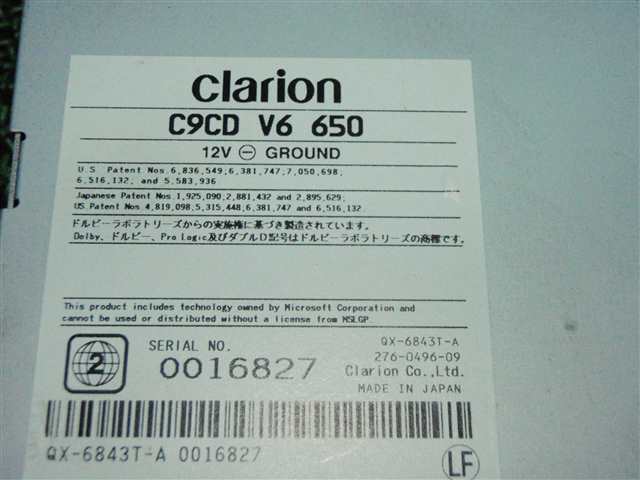 clarion
C9CD V6 650
12V ⊖ GROUND
U.S Patent Nos.6,836,549;6,381,747;7,050,698;
6,516,132; and 5,583,936
Japanese Patent Nos.1,925,090,2,881,432 and 2,895,629;
US Patent Nos.4,819,098,5,315,448,6,381,747 and 6,516,132.
ドルビーラボラトリーズからの実施権に基づき製造されています。
Dolby、ドルビー、Pro Logic及びダブルD記号はドルビーラボラトリーズの商標です。
This product includes technology owned by Microsoft Corporation and
cannot be used or distributed without a license from MSLGP.
2
SERIAL NO.
0016827
QX-6843T-A
276-0496-09
Clarion Co.,Ltd.
MADE IN JAPAN
QX-6843T-A 0016827
LF